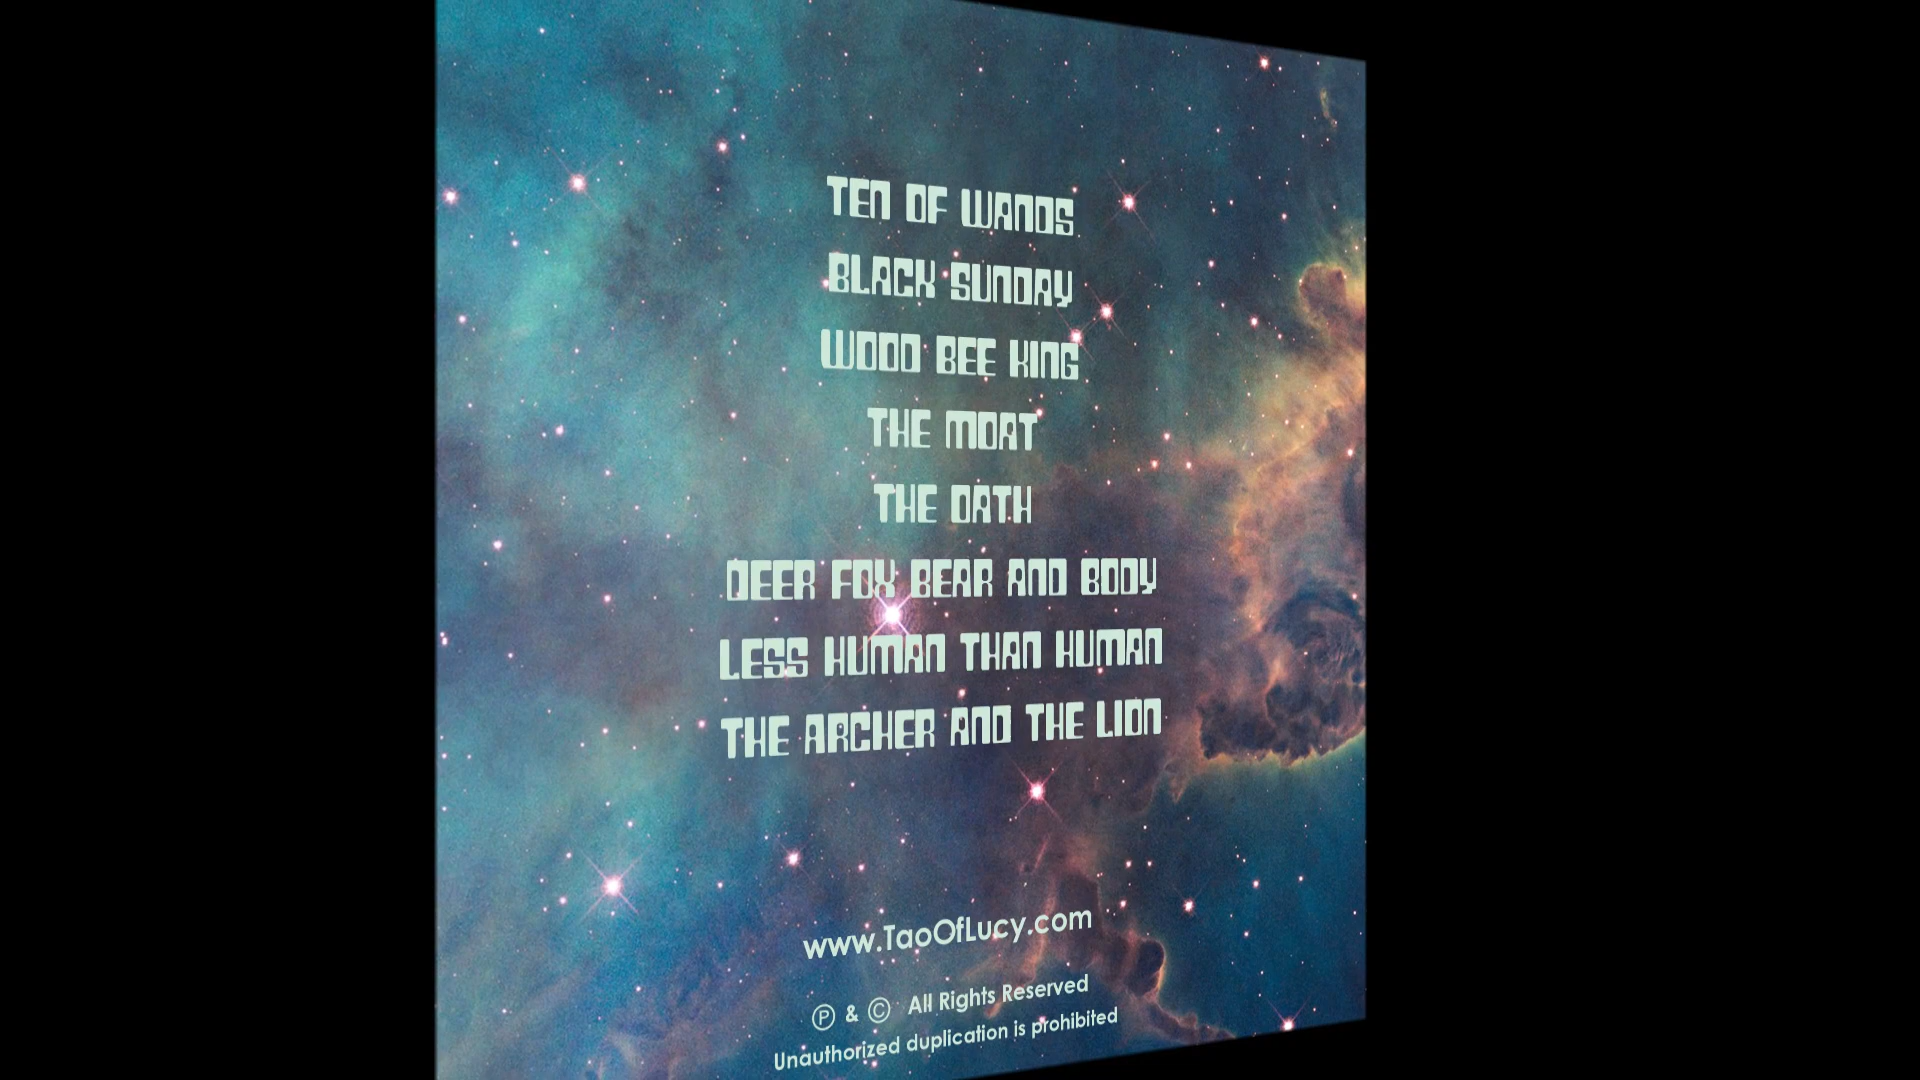 TEN OF WANDS
BLACK SUNDAY
WOOD BEE KING
THE MOAT
THE OATH
DEER FOX BEAR AND BODY
LESS HUMAN THAN HUMAN
THE ARCHER AND THE LION
www.TaoOfLucy.com
Ⓟ & © All Rights Reserved
Unauthorized duplication is prohibited